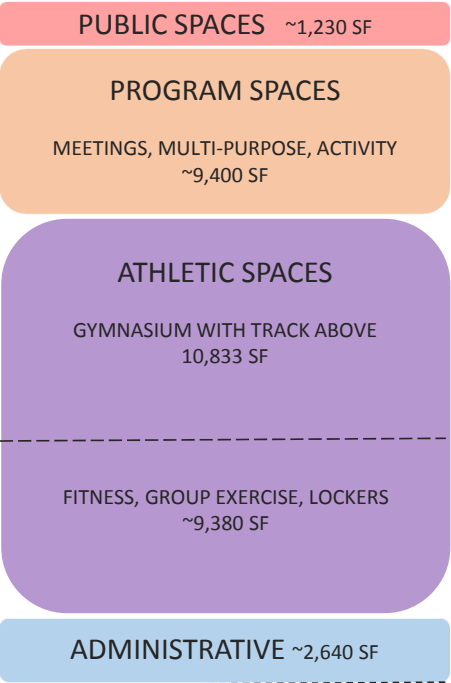 PUBLIC SPACES ~1,230 SF
PROGRAM SPACES
MEETINGS, MULTI-PURPOSE, ACTIVITY
~9,400 SF
ATHLETIC SPACES
GYMNASIUM WITH TRACK ABOVE
10,833 SF
FITNESS, GROUP EXERCISE, LOCKERS
~9,380 SF
ADMINISTRATIVE ~2,640 SF